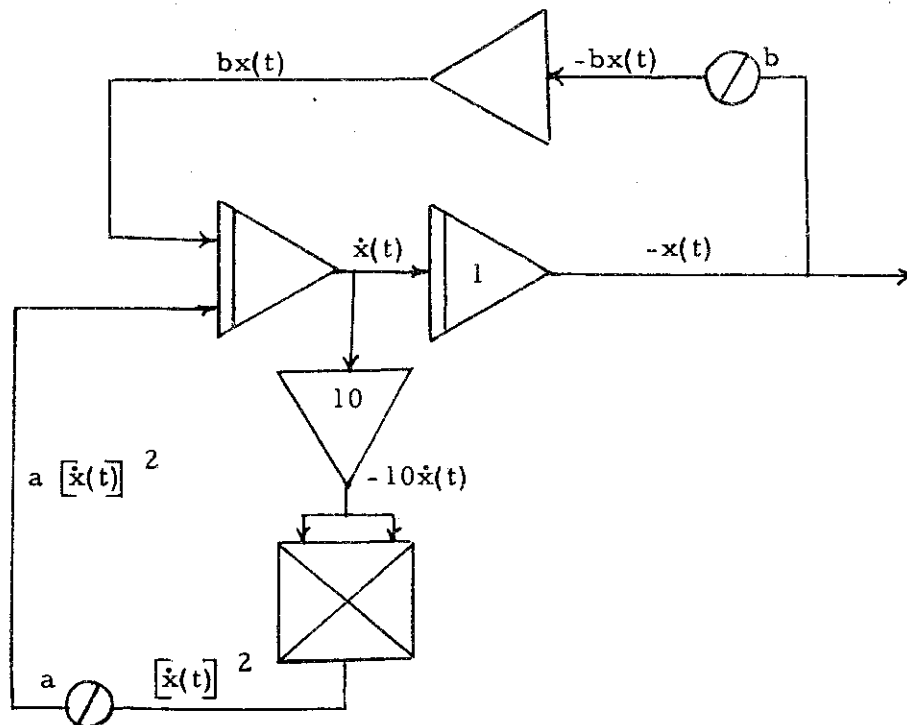 bx(t)
-bx(t)
b
ẋ(t)
1
-x(t)
10
a [ẋ(t)] 2
-10ẋ(t)
a
[ẋ(t)] 2